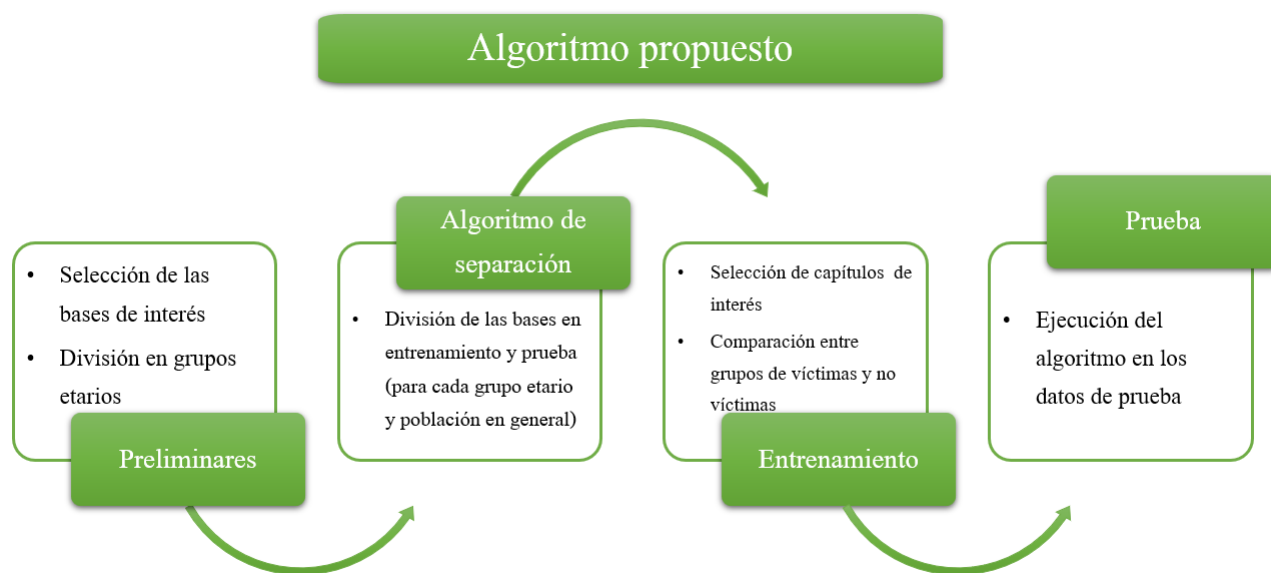 Algoritmo propuesto
• Selección de las
bases de interés
• División en grupos
etarios
Preliminares
Algoritmo de
separación
• División de las bases en
entrenamiento y prueba
(para cada grupo etario
y población en general)
• Selección de capítulos de
interés
• Comparación entre
grupos de víctimas y no
víctimas
Entrenamiento
Prueba
• Ejecución del
algoritmo en los
datos de prueba